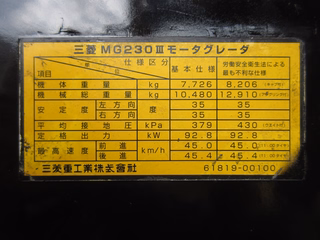 三菱 MG230Ⅲモータグレーダ
仕様区分 基本仕様 労働安全衛生法による
項目 最も不利な仕様
機体重量 kg 7,726 8,206
機械総重量 kg 10,480 12,910
安定度 左方向 度 35 35
右方向 35 35
平均接地圧 kPa 379 430
定格出力 kW 92.8 92.8
最高速度 前進 km/h 45.0 45.0
後進 45.4 45.4
三菱重工業株式会社 61819-00100